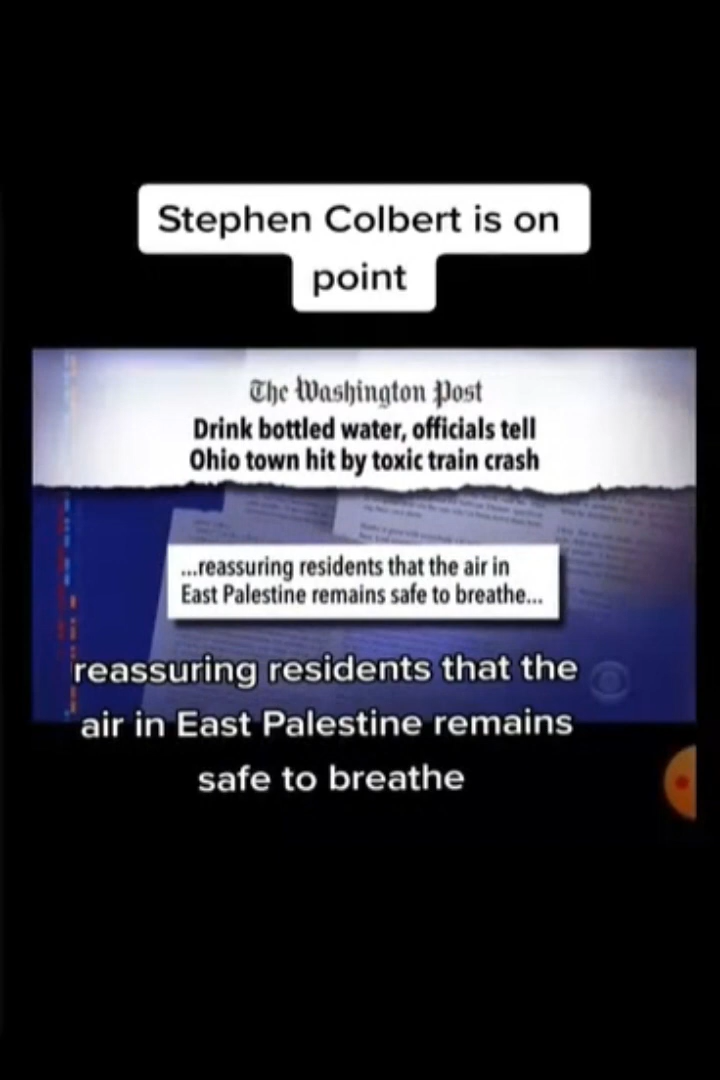 Stephen Colbert is on
point
The Washington Post
Drink bottled water, officials tell
Ohio town hit by toxic train crash
...reassuring residents that the air in
East Palestine remains safe to breathe...
reassuring residents that the
air in East Palestine remains
safe to breathe